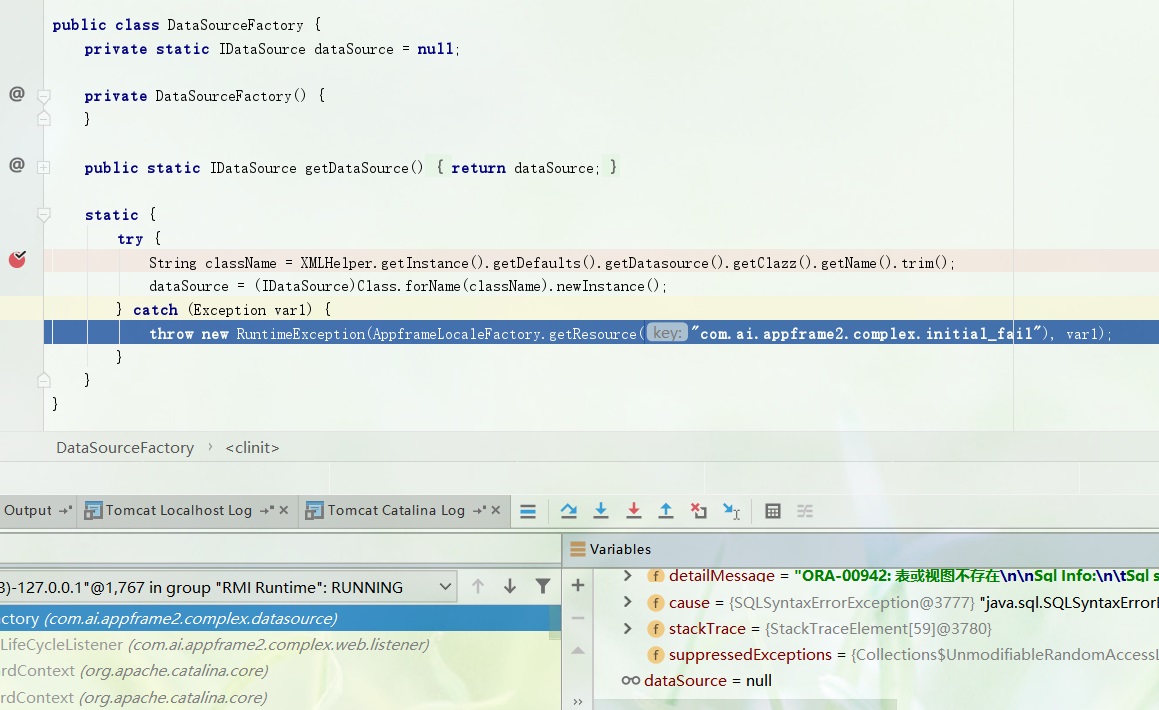 public class DataSourceFactory {
private static IDataSource dataSource = null;
@ private DataSourceFactory() {
}
@ public static IDataSource getDataSource() { return dataSource; }
static {
try {
String className = XMLHelper.getInstance().getDefaults().getDatasource().getClazz().getName().trim();
dataSource = (IDataSource)Class.forName(className).newInstance();
} catch (Exception var1) {
throw new RuntimeException(AppframeLocaleFactory.getResource( key: "com.ai.appframe2.complex.initial_fail"), var1);
}
}
}
DataSourceFactory › <clinit>
Output Tomcat Localhost Log Tomcat Catalina Log
Variables
3)-127.0.0.1"@1,767 in group "RMI Runtime": RUNNING
ctory (com.ai.appframe2.complex.datasource)
LifeCycleListener (com.ai.appframe2.complex.web.listener)
rdContext (org.apache.catalina.core)
rdContext (org.apache.catalina.core)
f detailMessage = "ORA-00942: 表或视图不存在\n\nSql Info:\n\tSql s
f cause = {SQLSyntaxErrorException@3777} "java.sql.SQLSyntaxErrorE
f stackTrace = {StackTraceElement[59]@3780}
f suppressedExceptions = {Collections$UnmodifiableRandomAccessL
dataSource = null